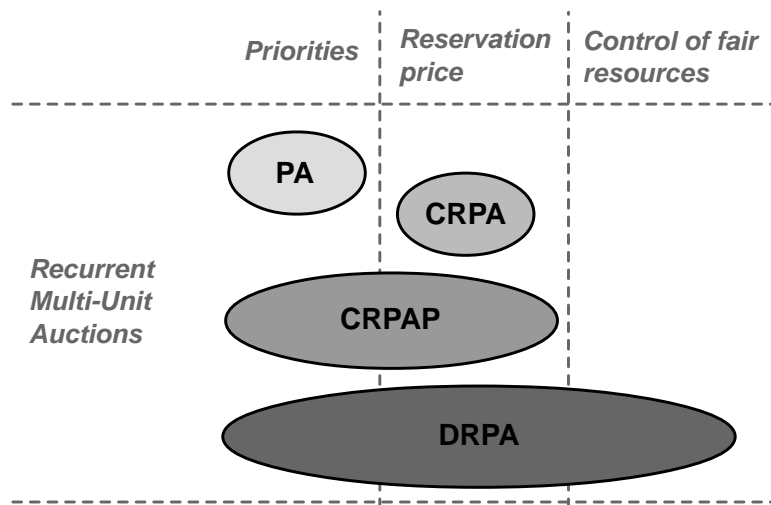 Priorities
Reservation
price
Control of fair
resources
PA
CRPA
Recurrent
Multi-Unit
Auctions
CRPAP
DRPA